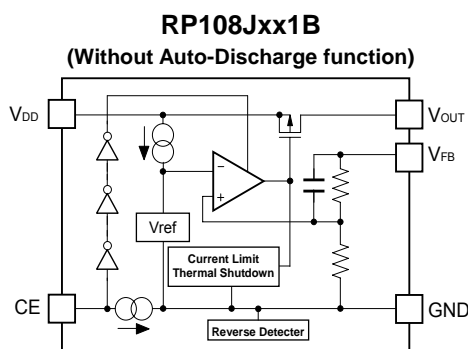 RP108Jxx1B
(Without Auto-Discharge function)
VDD
VOUT
VFB
−
+
Vref
Current Limit
Thermal Shutdown
CE
GND
Reverse Detecter